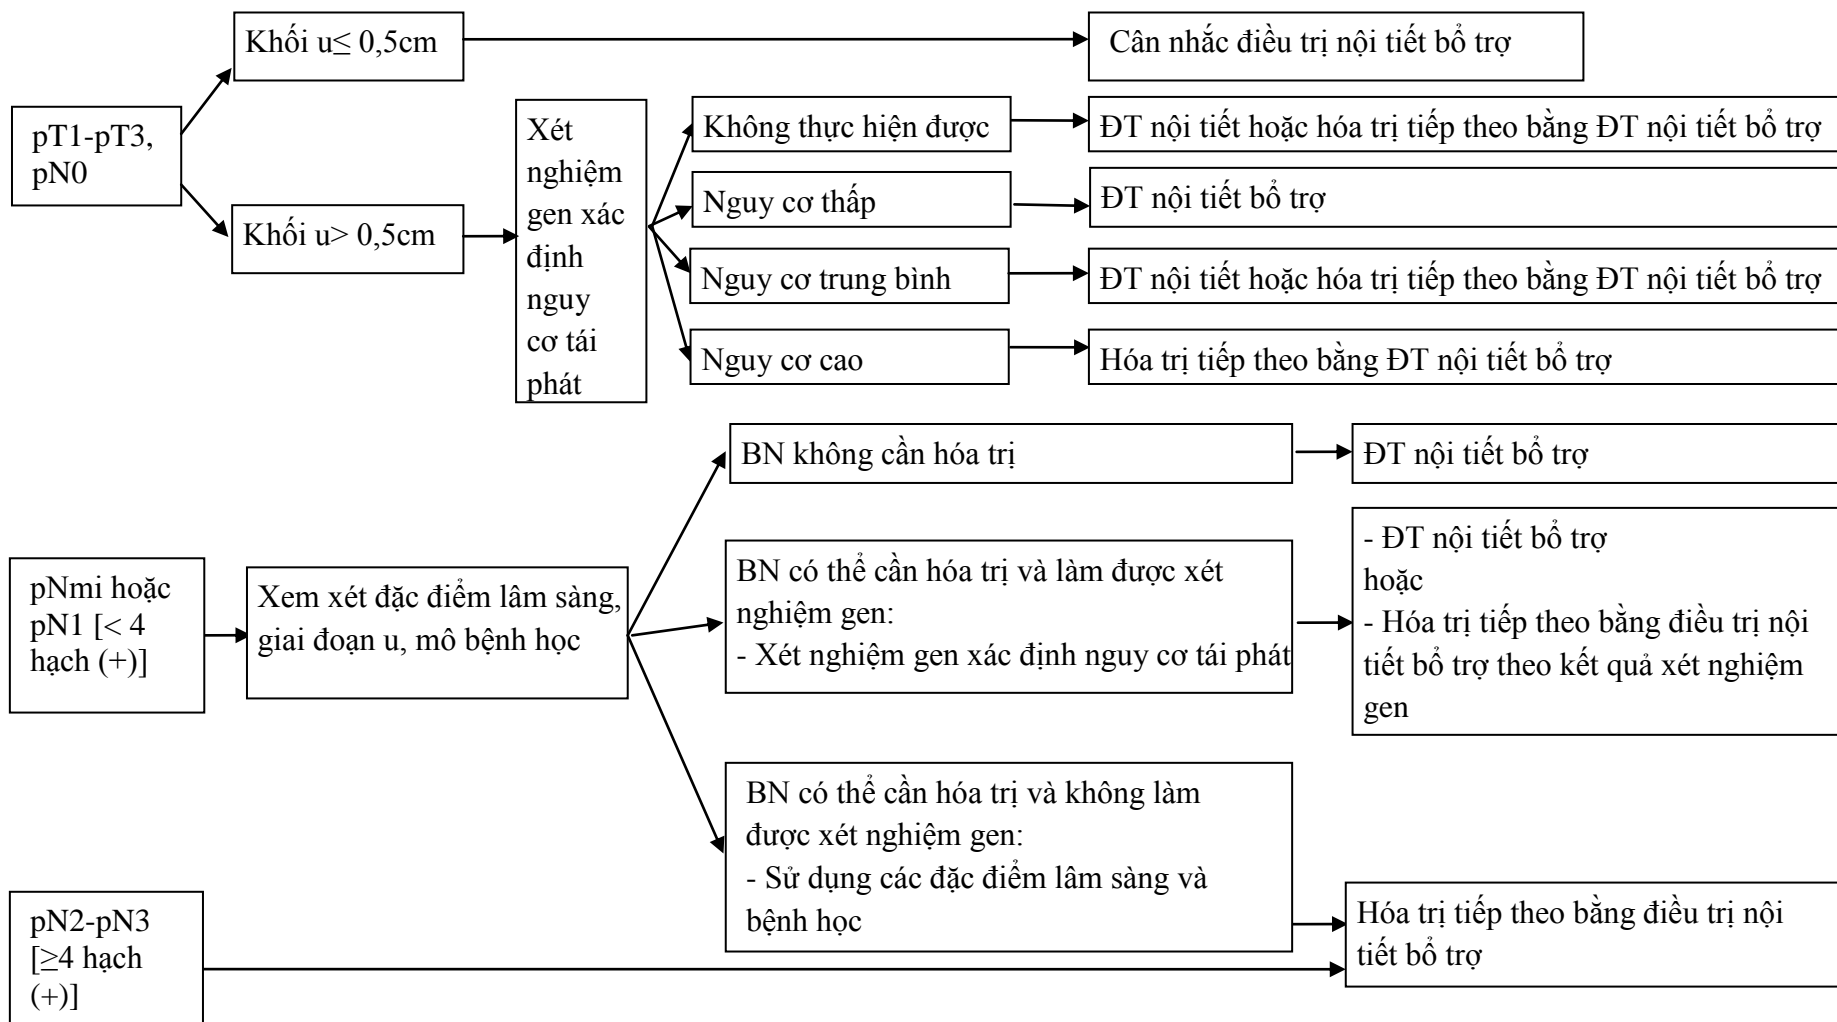 Khối u≤ 0,5cm
Cân nhắc điều trị nội tiết bổ trợ
pT1-pT3,
pN0
Khối u> 0,5cm
Xét
nghiệm
gen xác
định
nguy
cơ tái
phát
Không thực hiện được
ĐT nội tiết hoặc hóa trị tiếp theo bằng ĐT nội tiết bổ trợ
Nguy cơ thấp
ĐT nội tiết bổ trợ
Nguy cơ trung bình
ĐT nội tiết hoặc hóa trị tiếp theo bằng ĐT nội tiết bổ trợ
Nguy cơ cao
Hóa trị tiếp theo bằng ĐT nội tiết bổ trợ
pNmi hoặc
pN1 [< 4
hạch (+)]
Xem xét đặc điểm lâm sàng,
giai đoạn u, mô bệnh học
BN không cần hóa trị
ĐT nội tiết bổ trợ
BN có thể cần hóa trị và làm được xét
nghiệm gen:
- Xét nghiệm gen xác định nguy cơ tái phát
- ĐT nội tiết bổ trợ
hoặc
- Hóa trị tiếp theo bằng điều trị nội
tiết bổ trợ theo kết quả xét nghiệm
gen
BN có thể cần hóa trị và không làm
được xét nghiệm gen:
- Sử dụng các đặc điểm lâm sàng và
bệnh học
pN2-pN3
[≥4 hạch
(+)]
Hóa trị tiếp theo bằng điều trị nội
tiết bổ trợ